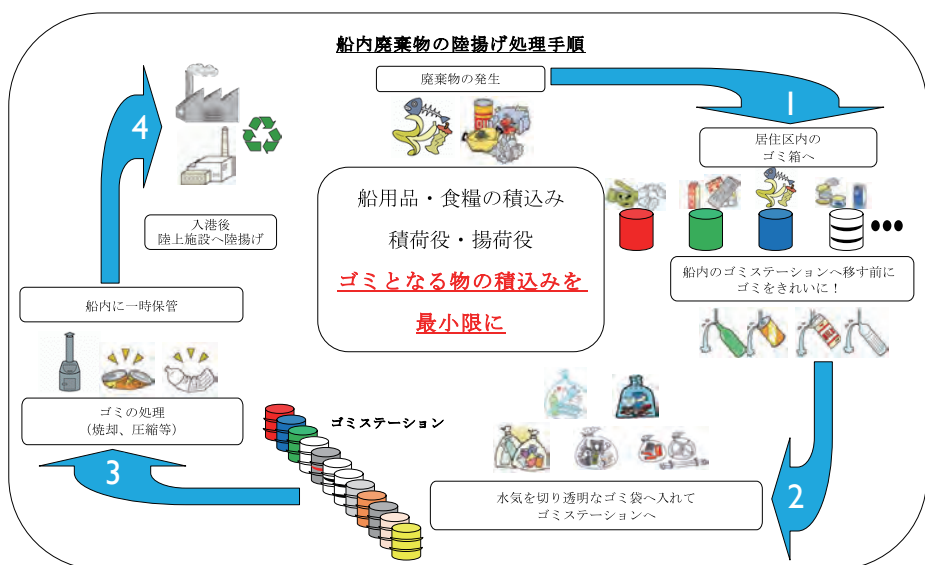 船内廃棄物の陸揚げ処理手順
廃棄物の発生
1
居住区内の
ゴミ箱へ
船用品・食糧の積込み
積荷役・揚荷役
ゴミとなる物の積込みを
最小限に
船内のゴミステーションへ移す前に
ゴミをきれいに！
2
水気を切り透明なゴミ袋へ入れて
ゴミステーションへ
ゴミステーション
3
ゴミの処理
（焼却、圧縮等）
船内に一時保管
4
入港後
陸上施設へ陸揚げ